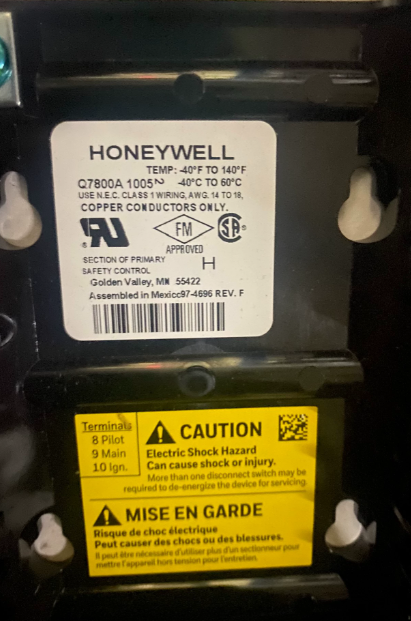 HONEYWELL
TEMP: -40°F TO 140°F
Q7800A 1005 -40°C TO 60°C
USE N.E.C. CLASS 1 WIRING, AWG. 14 TO 18,
COPPER CONDUCTORS ONLY.
FM
APPROVED
SECTION OF PRIMARY
SAFETY CONTROL
H
Golden Valley, MN 55422
Assembled in Mexicc97-4696 REV. F
Terminals
8 Pilot
9 Main
10 Ign.
CAUTION
Electric Shock Hazard
Can cause shock or injury.
More than one disconnect switch may be
required to de-energize the device for servicing
MISE EN GARDE
Risque de choc électrique
Peut causer des chocs ou des blessures.
Il peut être nécessaire d'utiliser plus d'un sectionneur pour
mettre l'appareil hors tension pour l'entretien.